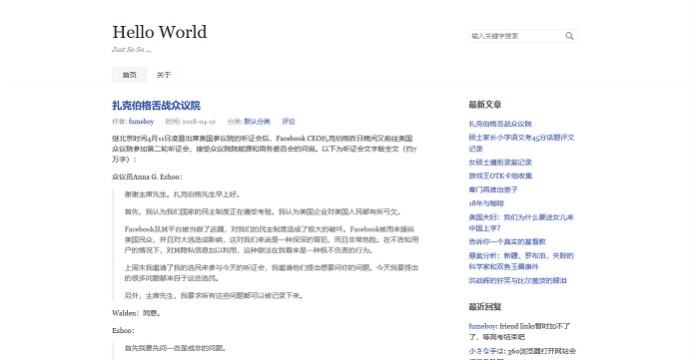 Hello World
Just So So ...
输入关键字搜索
首页
关于
扎克伯格舌战众议院
作者: fumeboy 时间: 2018-04-12 分类: 默认分类 评论
继北京时间4月11日凌晨出席美国参议院的听证会后，Facebook CEO扎克伯格昨日晚间又前往美国
众议院参加第二轮听证会，接受众议院能源和商务委员会的问询。以下为听证会文字版全文（约7
万字）：
众议员Anna G. Eshoo：
谢谢主席先生。扎克伯格先生早上好。
首先，我认为我们国家的民主制度正在遭受考验。我认为美国企业对美国人民都有所亏欠。
Facebook及其平台被当做了武器，对我们的民主制度造成了极大的破坏。Facebook被用来操纵
美国民众，并且对大选造成影响，这对我们来说是一种深深的冒犯，而且非常危险。在不告知用
户的情况下，对其隐私信息加以利用，这种做法在我看来是一种极不负责的行为。
上周末我邀请了我的选民来参与今天的听证会，我邀请他们提出想要问你的问题。今天我要提出
的很多问题都来自于这些选民。
另外，主席先生，我要求所有这些问题都可以被记录下来。
Walden：同意。
Eshoo：
首先我要先问一些是或非的问题。
最新文章
扎克伯格舌战众议院
硕士家长小学语文考45分话题评文
记录
女硕士遭拒录案记录
游戏王OTK卡组收集
寒门再难出贵子
18年与咖啡
美国夫妇：我们为什么要送女儿来
中国上学？
告诉你一个真实的基督教
悬案分析：新疆，罗布泊，失踪的
科学家和双鱼玉佩事件
洪战辉的好笑与比尔盖茨的眼泪
最近回复
fumeboy: friend links暂时加不了
了，等高考结束吧
小さな手は: 360浏览器打开网站会